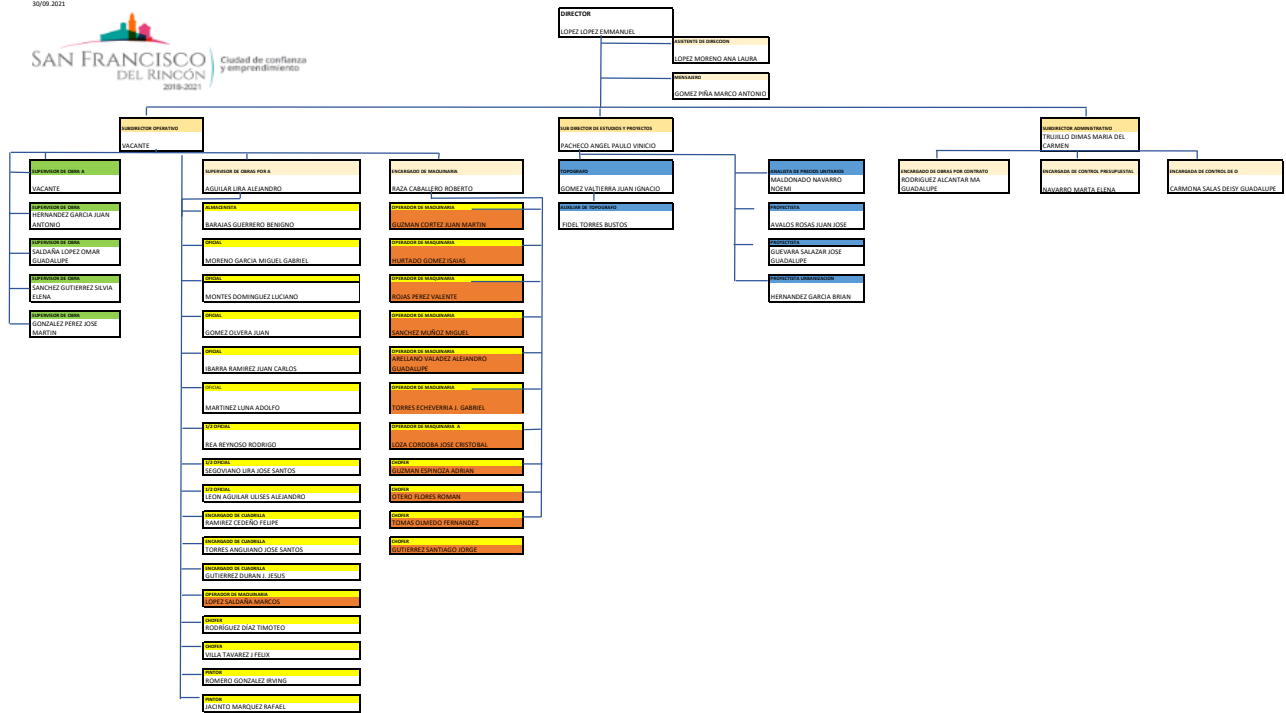 30/09.2021
SAN FRANCISCO
DEL RINCÓN
2018-2021
Ciudad de confianza
y emprendimiento
DIRECTOR
LOPEZ LOPEZ EMMANUEL
ASISTENTE DE DIRECCION
LOPEZ MORENO ANA LAURA
MENSAJERO
GOMEZ PIÑA MARCO ANTONIO
SUBDIRECTOR OPERATIVO
VACANTE
SUB DIRECTOR DE ESTUDIOS Y PROYECTOS
PACHECO ANGEL PAULO VINICIO
SUBDIRECTOR ADMINISTRATIVO
TRUJILLO DIMAS MARIA DEL
CARMEN
SUPERVISOR DE OBRA A
VACANTE
SUPERVISOR DE OBRA
HERNANDEZ GARCIA JUAN
ANTONIO
SUPERVISOR DE OBRA
SALDAÑA LÓPEZ OMAR
GUADALUPE
SUPERVISOR DE OBRA
SANCHEZ GUTIERREZ SILVIA
ELENA
SUPERVISOR DE OBRA
GONZALEZ PEREZ JOSE
MARTIN
SUPERVISOR DE OBRAS POR A
AGUILAR LIRA ALEJANDRO
ALMACENISTA
BARAJAS GUERRERO BENIGNO
OFICIAL
MORENO GARCIA MIGUEL GABRIEL
OFICIAL
MONTES DOMINGUEZ LUCIANO
OFICIAL
GOMEZ OLVERA JUAN
OFICIAL
IBARRA RAMIREZ JUAN CARLOS
OFICIAL
MARTINEZ LUNA ADOLFO
1/2 OFICIAL
REA REYNOSO RODRIGO
1/2 OFICIAL
SEGOVIANO LIRA JOSE SANTOS
1/2 OFICIAL
LEON AGUILAR ULISES ALEJANDRO
ENCARGADO DE CUADRILLA
RAMIREZ CEDEÑO FELIPE
ENCARGADO DE CUADRILLA
TORRES ANGUIANO JOSE SANTOS
ENCARGADO DE CUADRILLA
GUTIERREZ DURAN J. JESUS
OPERADOR DE MAQUINARIA
LOPEZ SALDAÑA MARCOS
CHOFER
RODRÍGUEZ DÍAZ TIMOTEO
CHOFER
VILLA TAVAREZ J FELIX
PINTOR
ROMERO GONZALEZ IRVING
PINTOR
JACINTO MARQUEZ RAFAEL
ENCARGADO DE MAQUINARIA
RAZA CABALLERO ROBERTO
OPERADOR DE MAQUINARIA
GUZMAN CORTEZ JUAN MARTIN
OPERADOR DE MAQUINARIA
HURTADO GOMEZ ISAIAS
OPERADOR DE MAQUINARIA
ROJAS PEREZ VALENTE
OPERADOR DE MAQUINARIA
SANCHEZ MUÑOZ MIGUEL
OPERADOR DE MAQUINARIA
ARELLANO VALADEZ ALEJANDRO
GUADALUPE
OPERADOR DE MAQUINARIA
TORRES ECHEVERRIA J. GABRIEL
OPERADOR DE MAQUINARIA A
LOZA CORDOBA JOSE CRISTOBAL
CHOFER
GUZMAN ESPINOZA ADRIAN
CHOFER
OTERO FLORES ROMAN
CHOFER
TOMAS OLMEDO FERNANDEZ
CHOFER
GUTIERREZ SANTIAGO JORGE
TOPOGRAFO
GOMEZ VALTIERRA JUAN IGNACIO
AUXILIAR DE TOPOGRAFO
FIDEL TORRES BUSTOS
ANALISTA DE PRECIOS UNITARIOS
MALDONADO NAVARRO
NOEMI
PROYECTISTA
AVALOS ROSAS JUAN JOSE
PROYECTISTA
GUEVARA SALAZAR JOSE
GUADALUPE
PROYECTISTA URBANIZACION
HERNANDEZ GARCIA BRIAN
ENCARGADO DE OBRAS POR CONTRATO
RODRIGUEZ ALCANTAR MA
GUADALUPE
ENCARGADA DE CONTROL PRESUPUESTAL
NAVARRO MARTA ELENA
ENCARGADA DE CONTROL DE O
CARMONA SALAS DEISY GUADALUPE